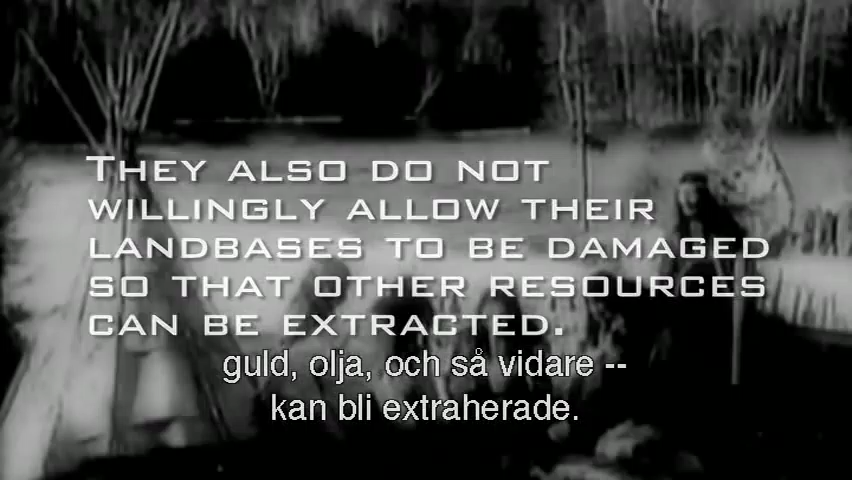 THEY ALSO DO NOT
WILLINGLY ALLOW THEIR
LANDBASES TO BE DAMAGED
SO THAT OTHER RESOURCES
CAN BE EXTRACTED.
guld, olja, och så vidare --
kan bli extraherade.